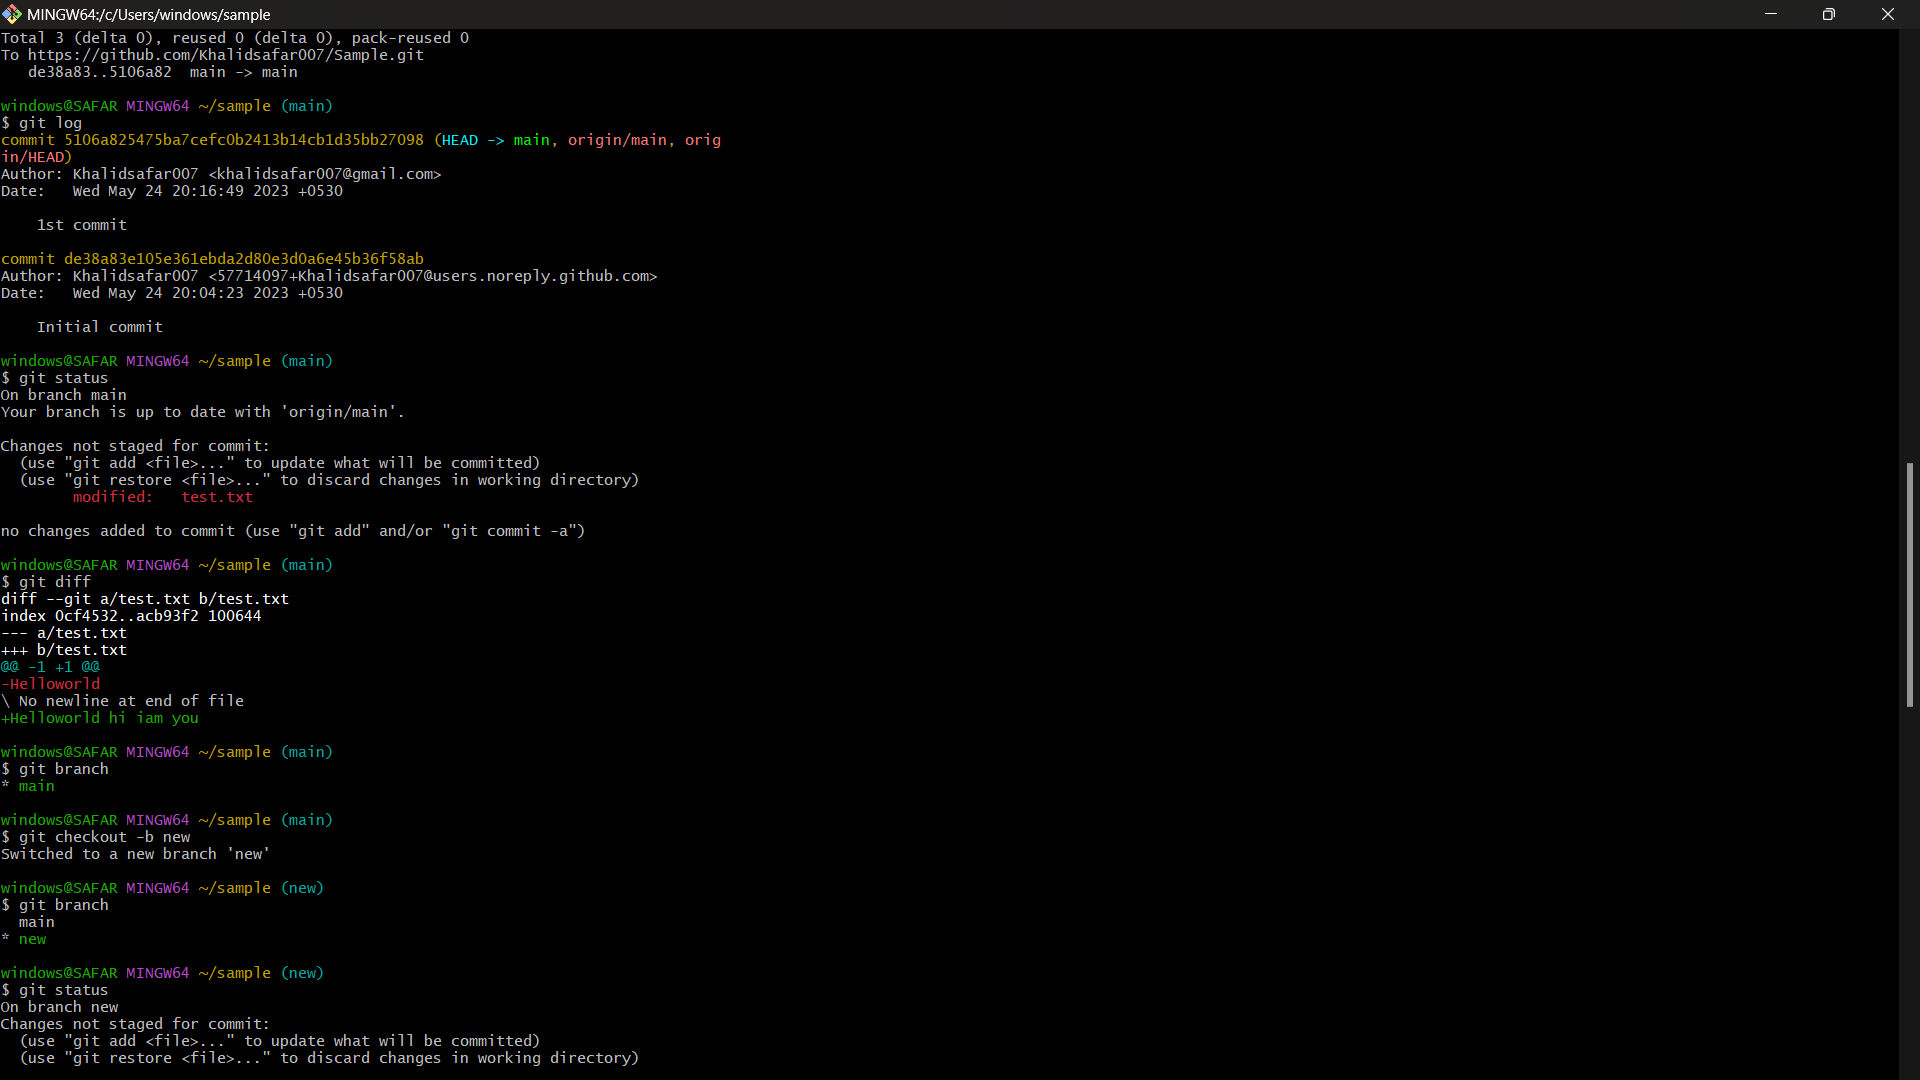 MINGW64:/c/Users/windows/sample
Total 3 (delta 0), reused 0 (delta 0), pack-reused 0
To https://github.com/Khalidsafar007/Sample.git
   de38a83..5106a82  main -> main

windows@SAFAR MINGW64 ~/sample (main)
$ git log
commit 5106a825475ba7cefc0b2413b14cb1d35bb27098 (HEAD -> main, origin/main, orig
in/HEAD)
Author: Khalidsafar007 <khalidsafar007@gmail.com>
Date:   Wed May 24 20:16:49 2023 +0530

    1st commit

commit de38a83e105e361ebda2d80e3d0a6e45b36f58ab
Author: Khalidsafar007 <57714097+Khalidsafar007@users.noreply.github.com>
Date:   Wed May 24 20:04:23 2023 +0530

    Initial commit

windows@SAFAR MINGW64 ~/sample (main)
$ git status
On branch main
Your branch is up to date with 'origin/main'.

Changes not staged for commit:
  (use "git add <file>..." to update what will be committed)
  (use "git restore <file>..." to discard changes in working directory)
        modified:   test.txt

no changes added to commit (use "git add" and/or "git commit -a")

windows@SAFAR MINGW64 ~/sample (main)
$ git diff
diff --git a/test.txt b/test.txt
index 0cf4532..acb93f2 100644
--- a/test.txt
+++ b/test.txt
@@ -1 +1 @@
-Helloworld
\ No newline at end of file
+Helloworld hi iam you

windows@SAFAR MINGW64 ~/sample (main)
$ git branch
* main

windows@SAFAR MINGW64 ~/sample (main)
$ git checkout -b new
Switched to a new branch 'new'

windows@SAFAR MINGW64 ~/sample (new)
$ git branch
  main
* new

windows@SAFAR MINGW64 ~/sample (new)
$ git status
On branch new
Changes not staged for commit:
  (use "git add <file>..." to update what will be committed)
  (use "git restore <file>..." to discard changes in working directory)